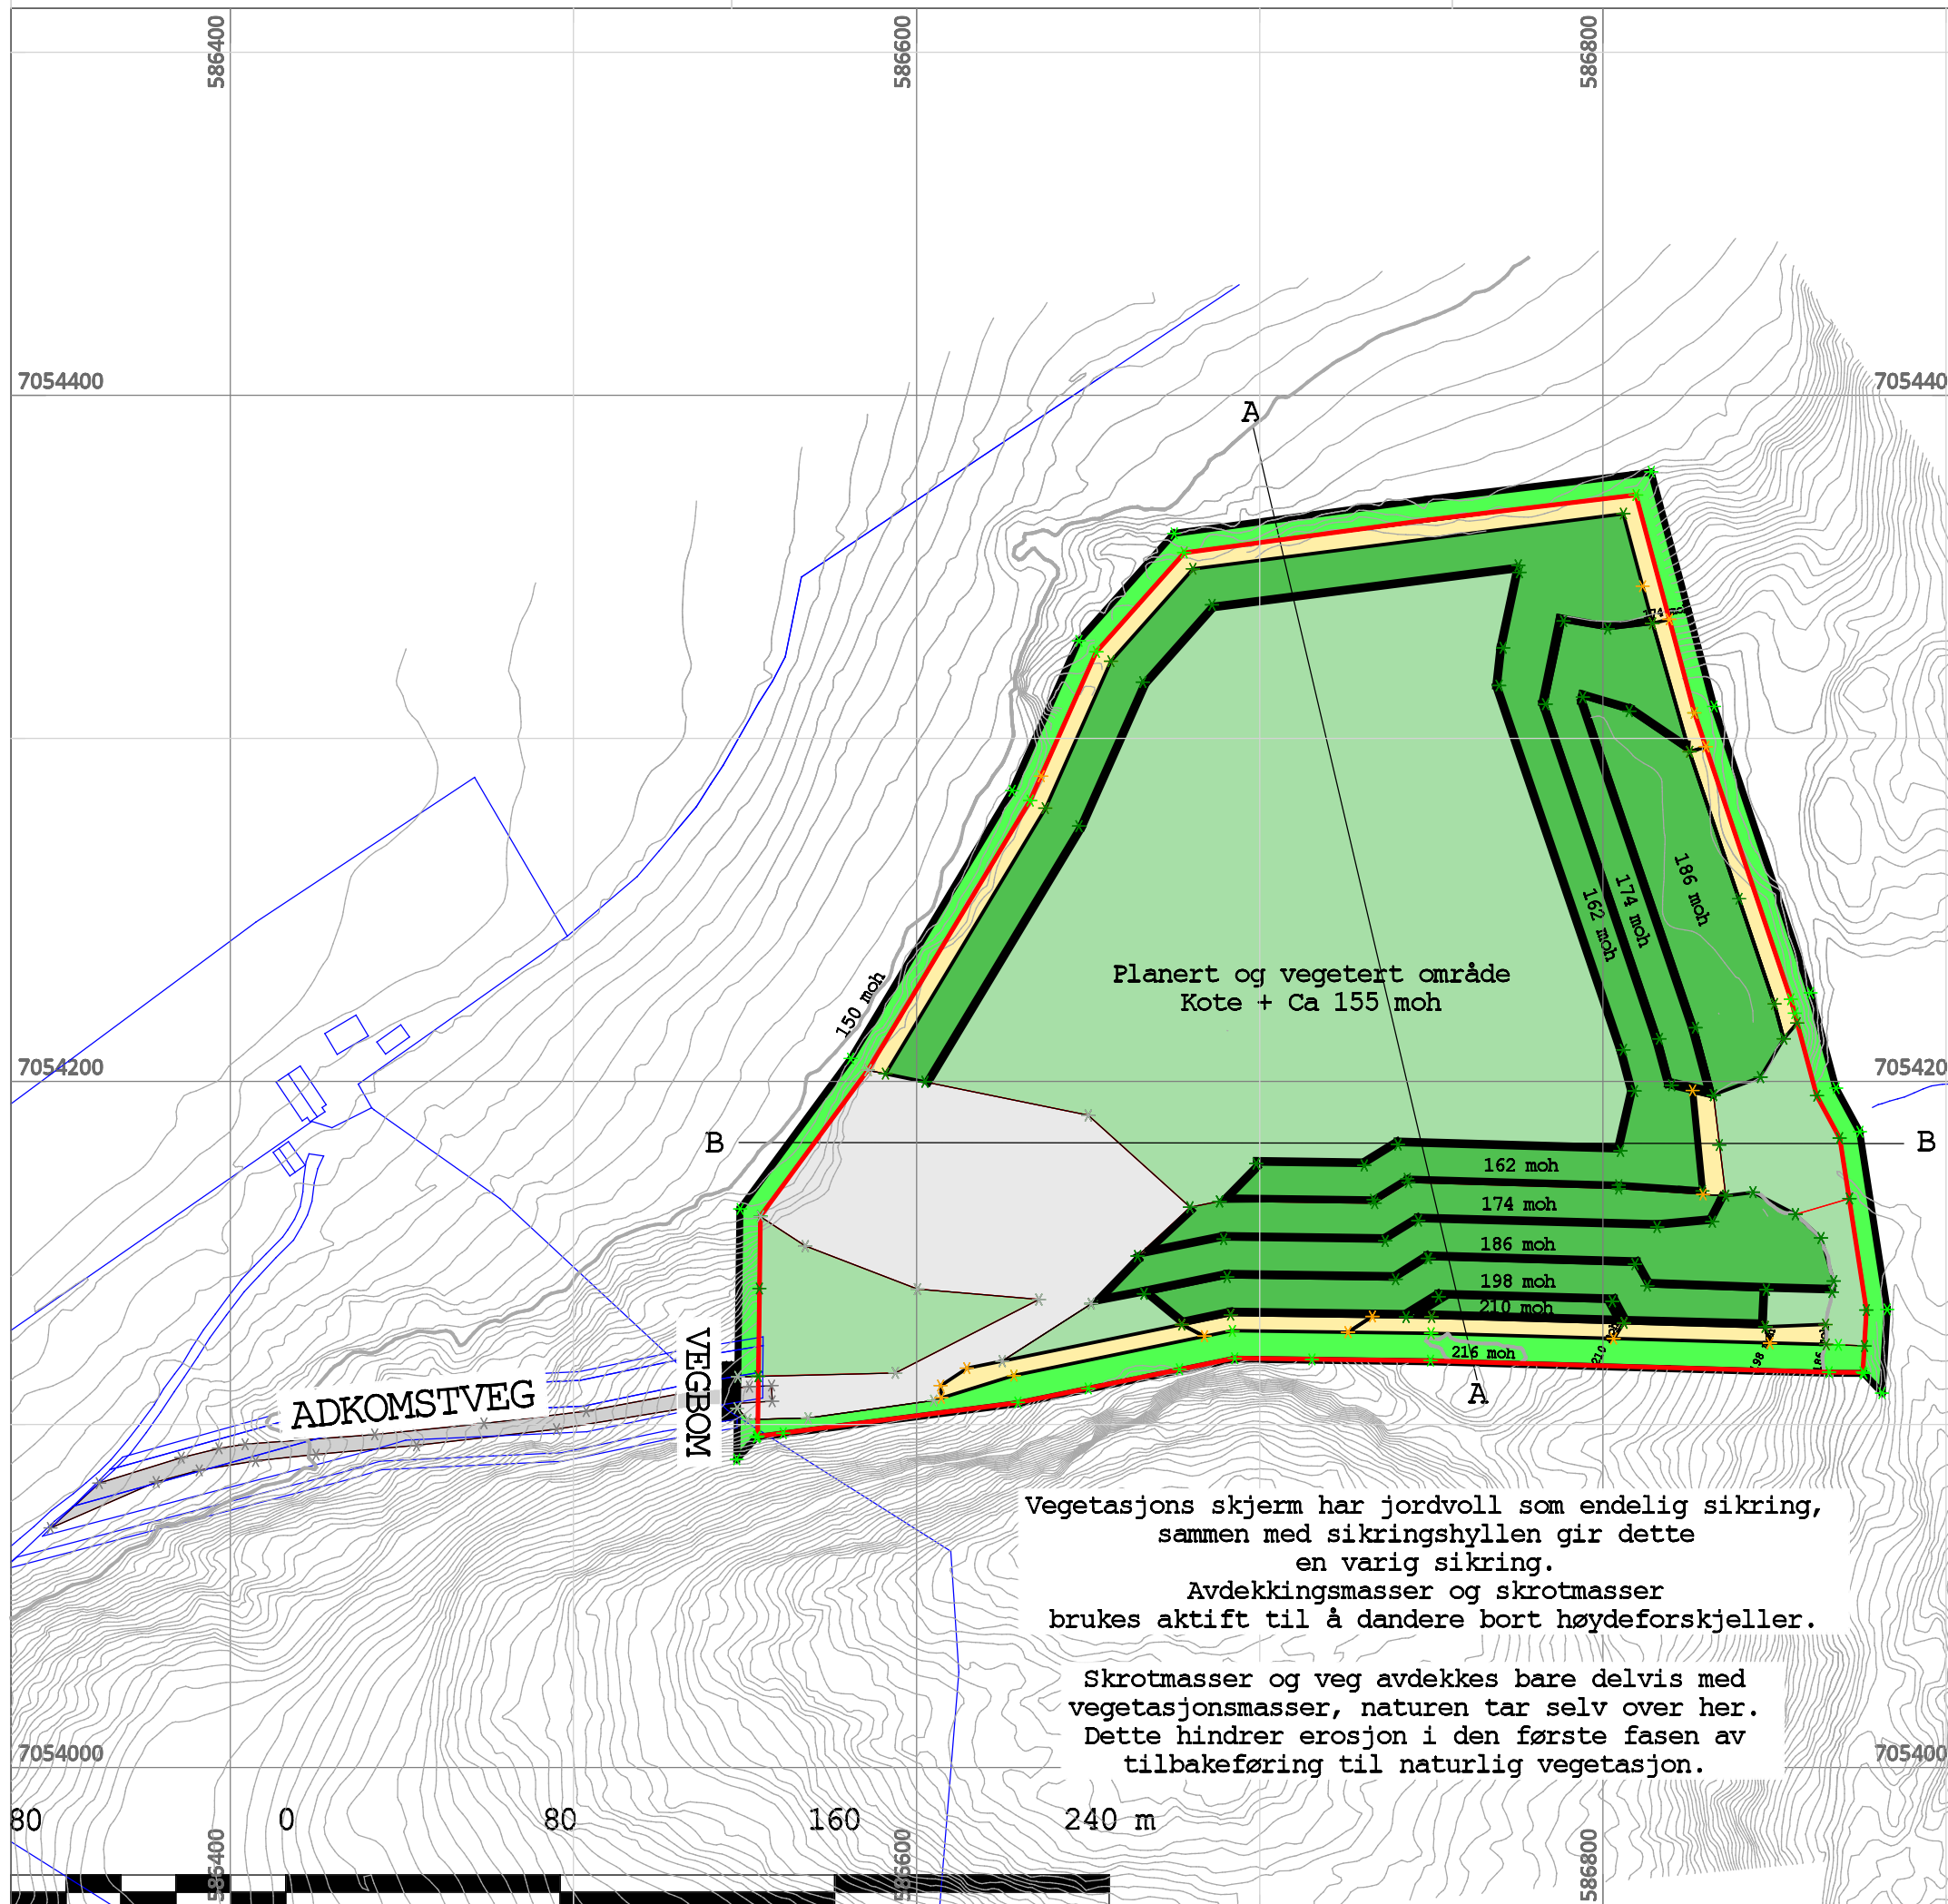 586400
586600
586800
7054400
7054400
A
174 moh
186 moh
174 moh
162 moh
150 moh
Planert og vegetert område
Kote + Ca 155 moh
7054200
7054200
B
B
162 moh
174 moh
186 moh
198 moh
210 moh
216 moh
A
VEGBOM
ADKOMSTVEG
Vegetasjons skjerm har jordvoll som endelig sikring,
sammen med sikringshyllen gir dette
en varig sikring.
Avdekkingsmasser og skrotmasser
brukes aktift til å dandere bort høydeforskjeller.
Skrotmasser og veg avdekkes bare delvis med
vegetasjonsmasser, naturen tar selv over her.
Dette hindrer erosjon i den første fasen av
tilbakeføring til naturlig vegetasjon.
7054000
7054000
80 0 80 160 240 m
586400
586600
586800